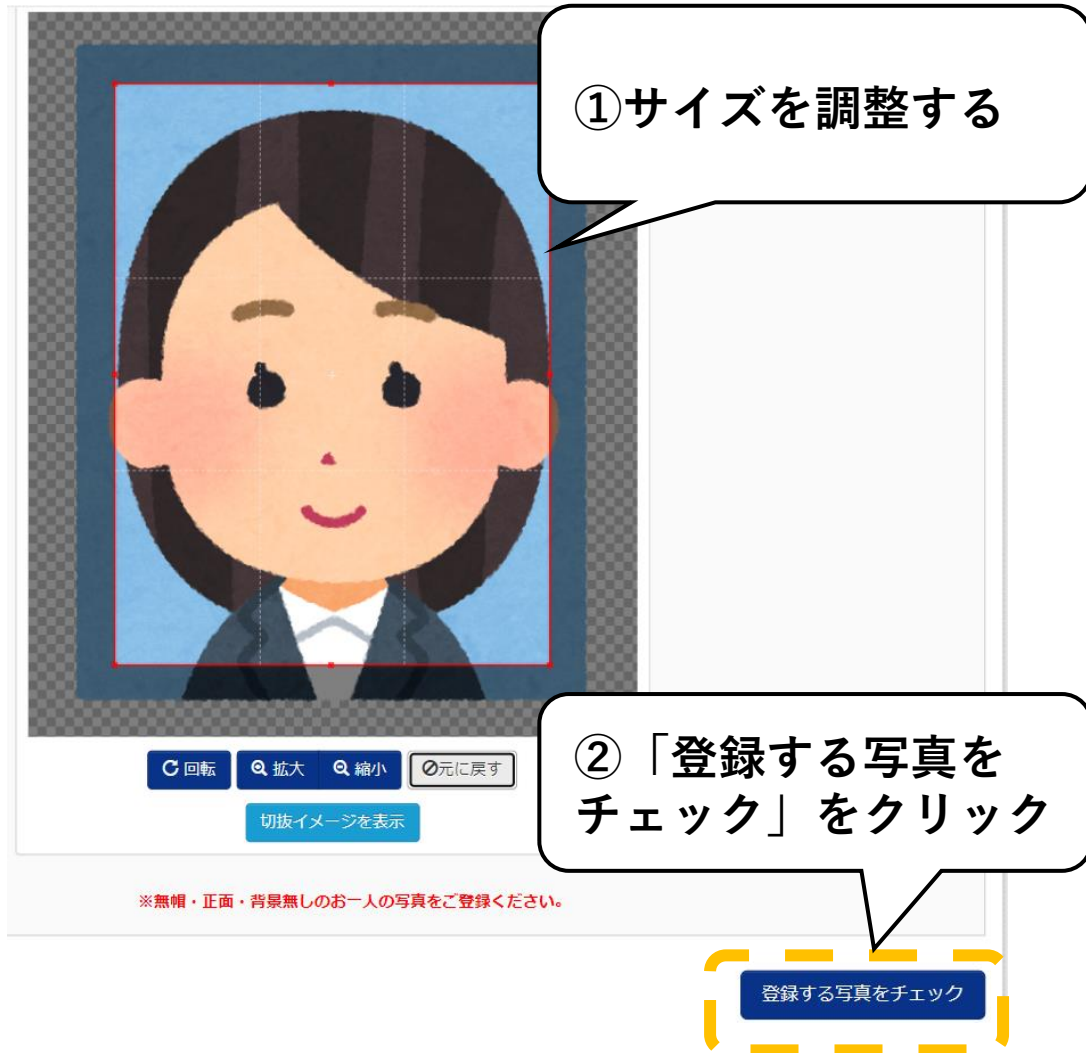 ①サイズを調整する
②「登録する写真を
チェック」をクリック
回転 拡大 縮小 元に戻す
切抜イメージを表示
※無帽・正面・背景無しのお一人の写真をご登録ください。
登録する写真をチェック